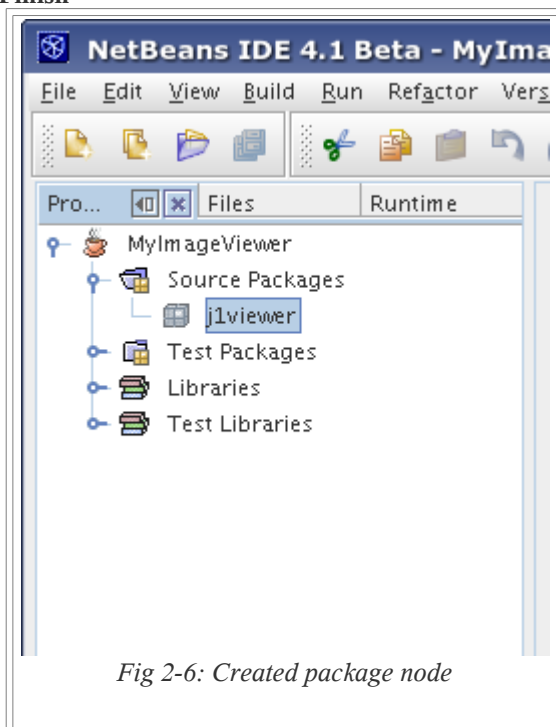 NetBeans IDE 4.1 Beta - MyIma
File Edit View Build Run Refactor Vers
Pro... Files Runtime
MyImageViewer
Source Packages
j1viewer
Test Packages
Libraries
Test Libraries
Fig 2-6: Created package node